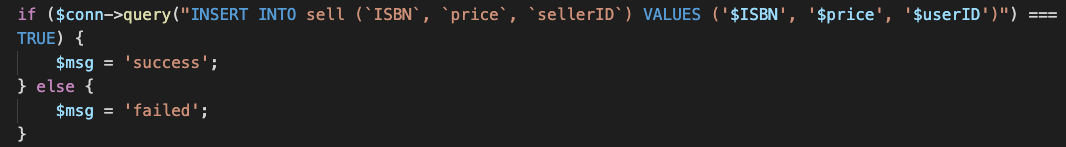 if ($conn->query("INSERT INTO sell (`ISBN`, `price`, `sellerID`) VALUES ('$ISBN', '$price', '$userID')") ===
TRUE) {
    $msg = 'success';
} else {
    $msg = 'failed';
}